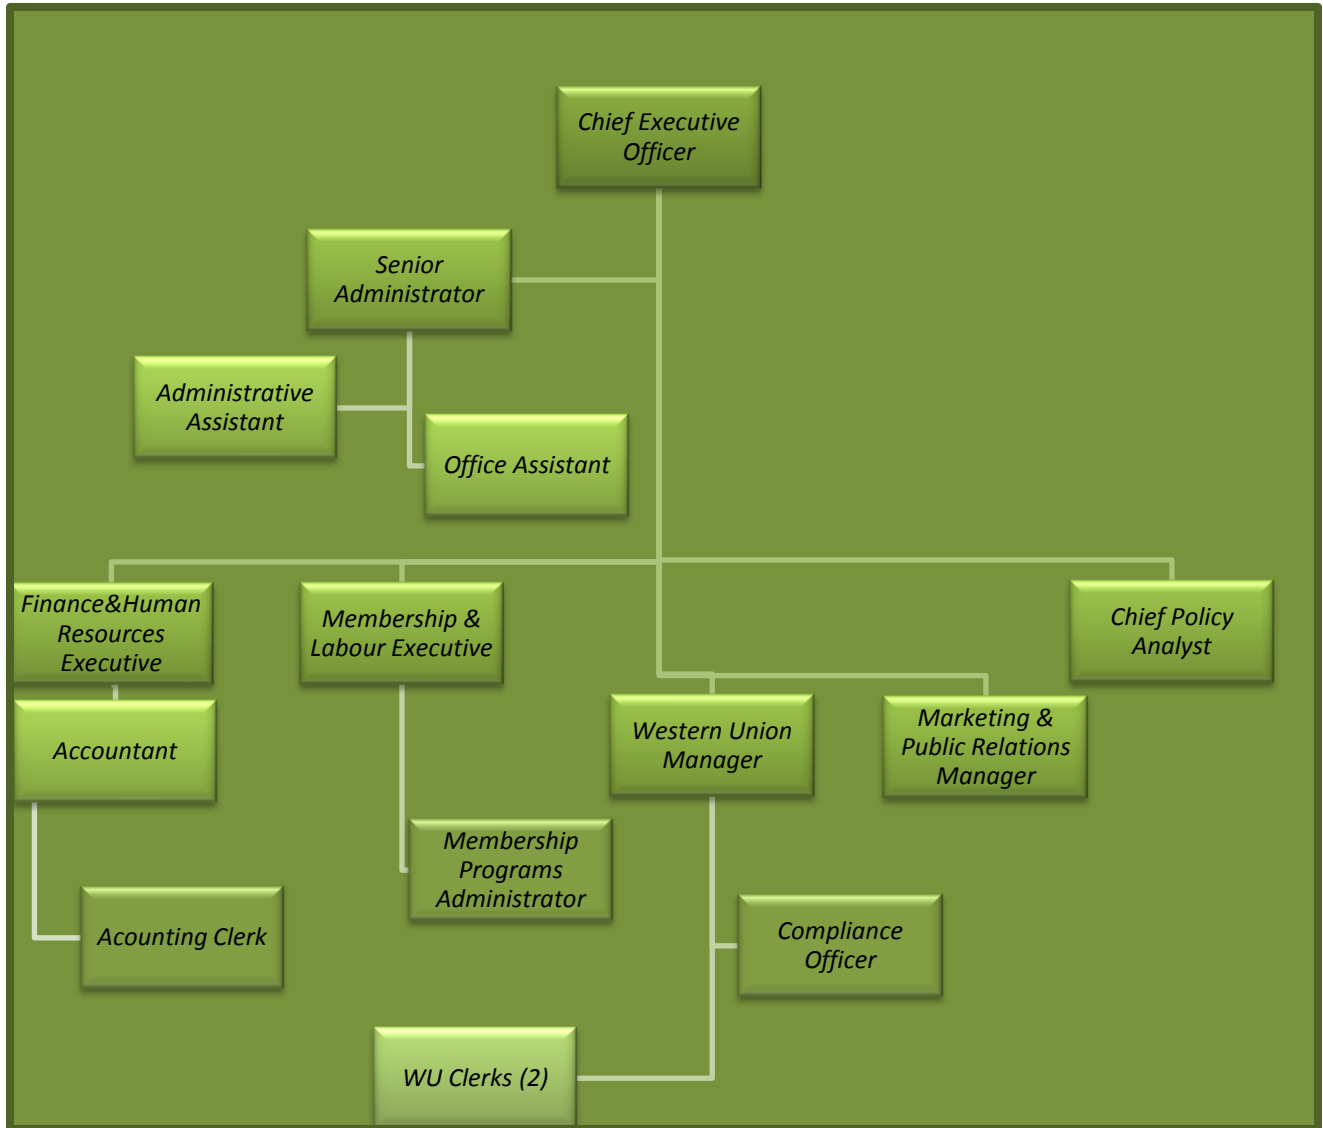 Chief Executive
Officer
Senior
Administrator
Administrative
Assistant
Office Assistant
Finance&Human
Resources
Executive
Membership &
Labour Executive
Chief Policy
Analyst
Accountant
Western Union
Manager
Marketing &
Public Relations
Manager
Membership
Programs
Administrator
Acounting Clerk
Compliance
Officer
WU Clerks (2)